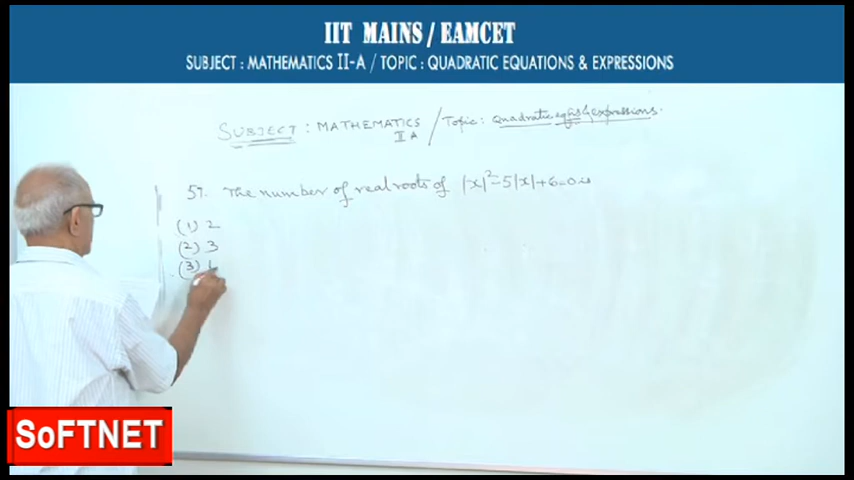 IIT MAINS / EAMCET
SUBJECT : MATHEMATICS II-A / TOPIC : QUADRATIC EQUATIONS & EXPRESSIONS
SUBJECT : MATHEMATICS / Topic : Quadratic eqns & expressions.
II A
57. The number of real roots of |x|²-5|x|+6=0 is
(1) 2
(2) 3
(3)
SoFTNET